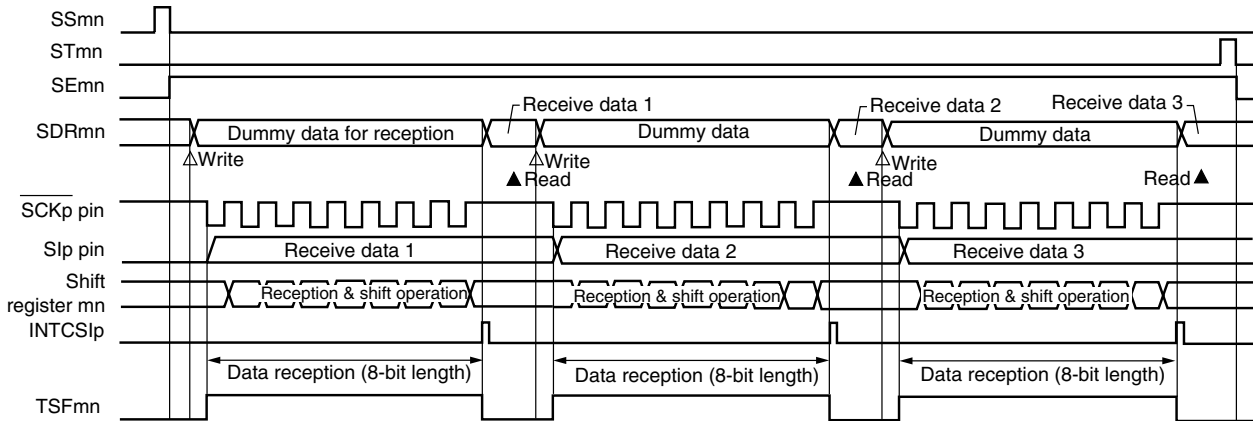 SSmn
STmn
SEmn
Receive data 1
Receive data 2
Receive data 3
SDRmn
Dummy data for reception
Dummy data
Dummy data
△Write
△Write
△Write
▲Read
▲Read
Read▲
SCKp pin
SIp pin
Receive data 1
Receive data 2
Receive data 3
Shift
register mn
Reception & shift operation
Reception & shift operation
Reception & shift operation
INTCSIp
Data reception (8-bit length)
Data reception (8-bit length)
Data reception (8-bit length)
TSFmn